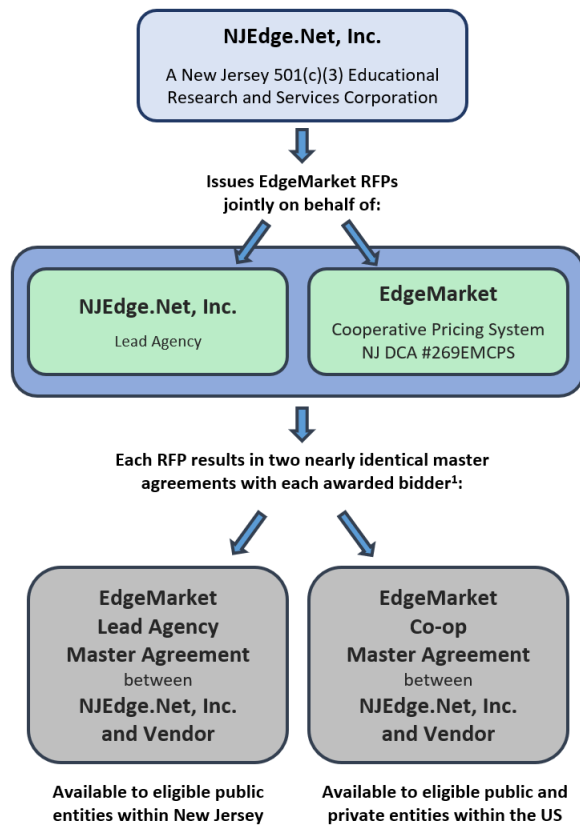 NJEdge.Net, Inc.
A New Jersey 501(c)(3) Educational
Research and Services Corporation
Issues EdgeMarket RFPs
jointly on behalf of:
NJEdge.Net, Inc.
Lead Agency
EdgeMarket
Cooperative Pricing System
NJ DCA #269EMCPS
Each RFP results in two nearly identical master
agreements with each awarded bidder¹:
EdgeMarket
Lead Agency
Master Agreement
between
NJEdge.Net, Inc.
and Vendor
EdgeMarket
Co-op
Master Agreement
between
NJEdge.Net, Inc.
and Vendor
Available to eligible public
entities within New Jersey
Available to eligible public and
private entities within the US